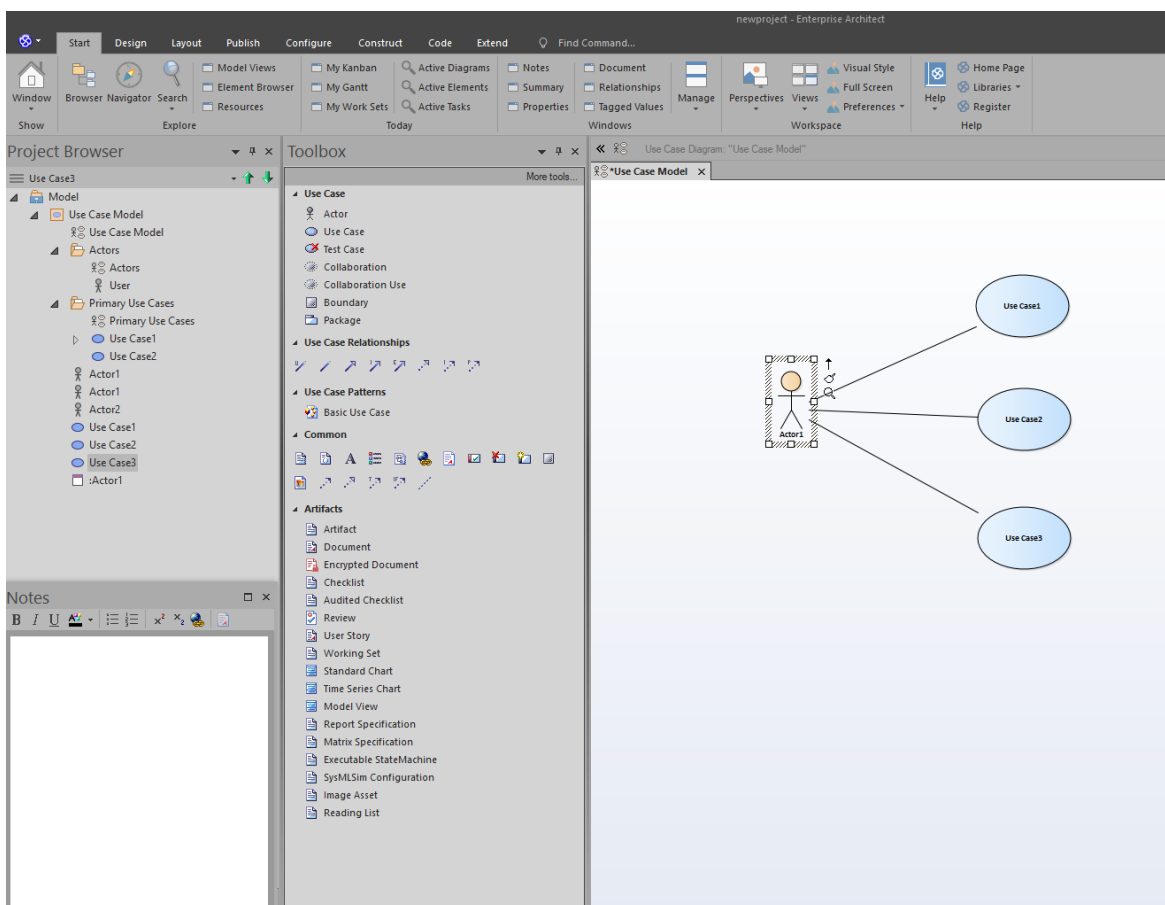 newproject - Enterprise Architect
Start Design Layout Publish Configure Construct Code Extend Find Command...
Window
Show
Browser Navigator Search
Model Views
Element Browser
Resources
Explore
My Kanban
My Gantt
My Work Sets
Active Diagrams
Active Elements
Active Tasks
Today
Notes
Summary
Properties
Document
Relationships
Tagged Values
Manage
Windows
Perspectives Views
Visual Style
Full Screen
Preferences
Workspace
Help
Home Page
Libraries
Register
Help
Project Browser
Use Case3
Model
Use Case Model
Use Case Model
Actors
Actors
User
Primary Use Cases
Primary Use Cases
Use Case1
Use Case2
Actor1
Actor1
Actor2
Use Case1
Use Case2
Use Case3
:Actor1
Notes
B I U x² x₂
Toolbox
More tools...
Use Case
Actor
Use Case
Test Case
Collaboration
Collaboration Use
Boundary
Package
Use Case Relationships
Use Case Patterns
Basic Use Case
Common
A
Artifacts
Artifact
Document
Encrypted Document
Checklist
Audited Checklist
Review
User Story
Working Set
Standard Chart
Time Series Chart
Model View
Report Specification
Matrix Specification
Executable StateMachine
SysMLSim Configuration
Image Asset
Reading List
Use Case Diagram: "Use Case Model"
*Use Case Model
Use Case1
Use Case2
Actor1
Use Case3